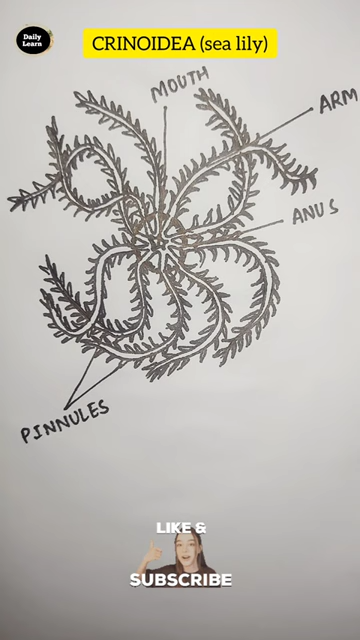 Daily
Learn
CRINOIDEA (sea lily)
MOUTH
ARM
ANUS
PINNULES
LIKE &
SUBSCRIBE